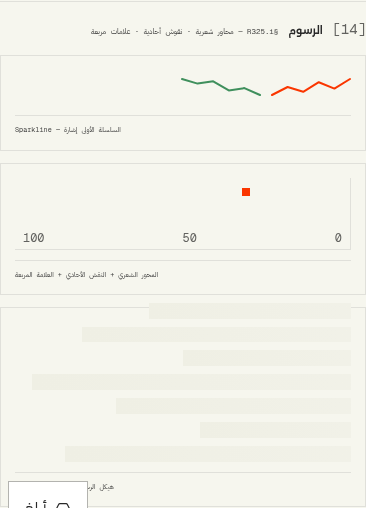 [14] الرسوم §R325.1 — محاور شعرية · نقوش أحادية · علامات مربعة
Sparkline — السلسلة الأولى إشارة
100 50 0
المحور الشعري + النقش الأحادي + العلامة المربعة
هيكل